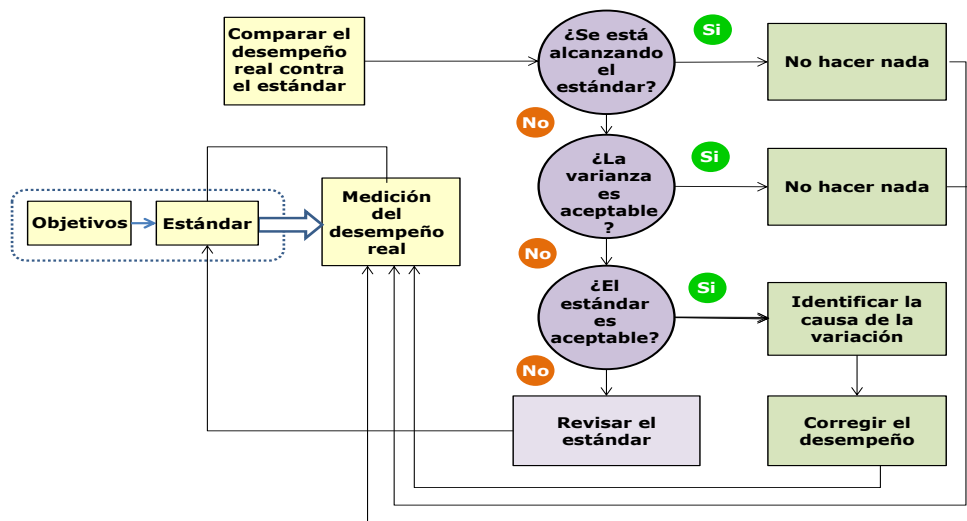 Comparar el
desempeño
real contra
el estándar
¿Se está
alcanzando
el
estándar?
Si
No hacer nada
No
¿La
varianza
es
aceptable
?
Si
No hacer nada
Objetivos
Estándar
Medición
del
desempeño
real
No
¿El
estándar
es
aceptable?
Si
Identificar la
causa de la
variación
No
Revisar el
estándar
Corregir el
desempeño